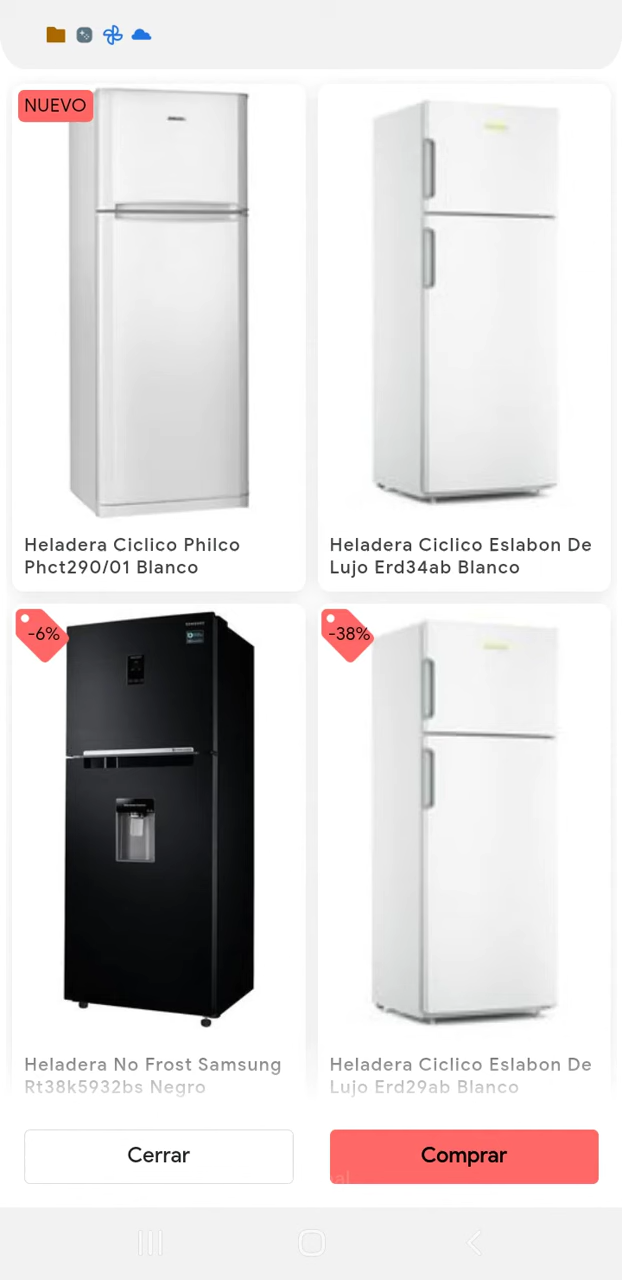 NUEVO
Heladera Ciclico Philco
Phct290/01 Blanco
Heladera Ciclico Eslabon De
Lujo Erd34ab Blanco
-6%
-38%
Heladera No Frost Samsung
Rt38k5932bs Negro
Heladera Ciclico Eslabon De
Lujo Erd29ab Blanco
Cerrar
Comprar
al